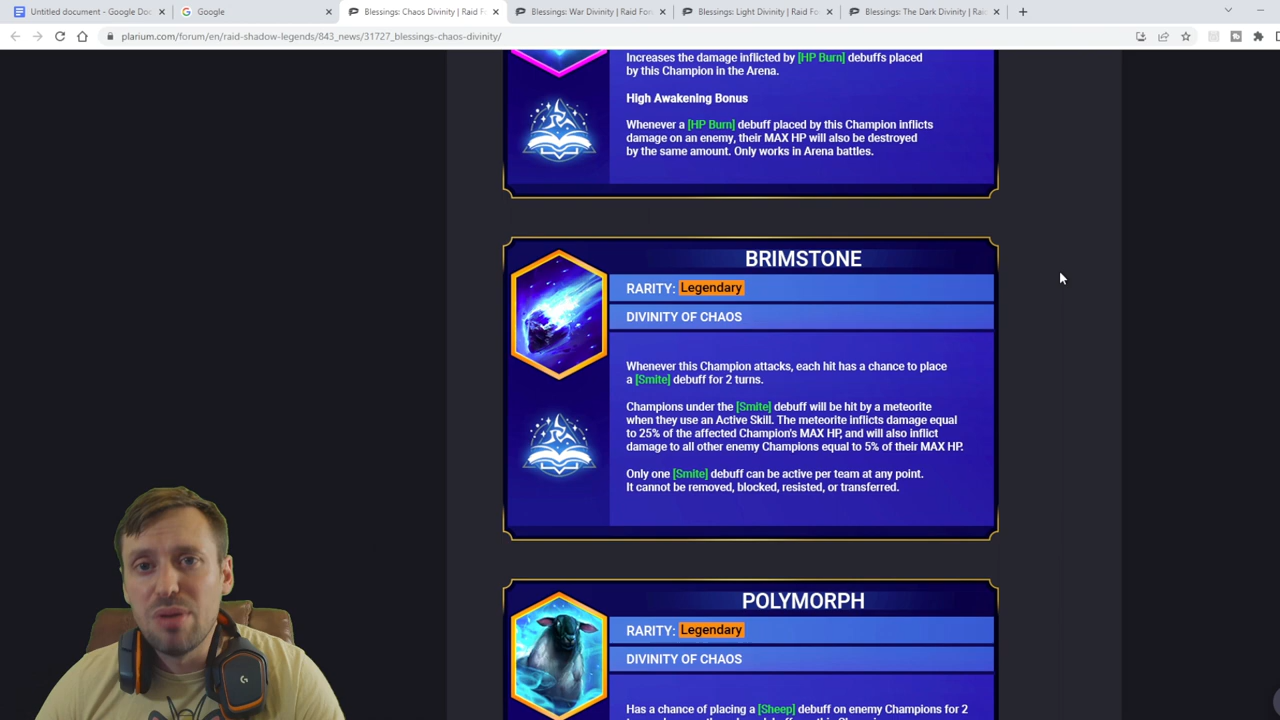 Untitled document - Google Doc
Google
Blessings: Chaos Divinity | Raid F
Blessings: War Divinity | Raid For
Blessings: Light Divinity | Raid Fo
Blessings: The Dark Divinity | Rai
plarium.com/forum/en/raid-shadow-legends/843_news/31727_blessings-chaos-divinity/
Increases the damage inflicted by [HP Burn] debuffs placed
by this Champion in the Arena.
High Awakening Bonus
Whenever a [HP Burn] debuff placed by this Champion inflicts
damage on an enemy, their MAX HP will also be destroyed
by the same amount. Only works in Arena battles.
BRIMSTONE
RARITY: Legendary
DIVINITY OF CHAOS
Whenever this Champion attacks, each hit has a chance to place
a [Smite] debuff for 2 turns.
Champions under the [Smite] debuff will be hit by a meteorite
when they use an Active Skill. The meteorite inflicts damage equal
to 25% of the affected Champion's MAX HP, and will also inflict
damage to all other enemy Champions equal to 5% of their MAX HP.
Only one [Smite] debuff can be active per team at any point.
It cannot be removed, blocked, resisted, or transferred.
POLYMORPH
RARITY: Legendary
DIVINITY OF CHAOS
Has a chance of placing a [Sheep] debuff on enemy Champions for 2